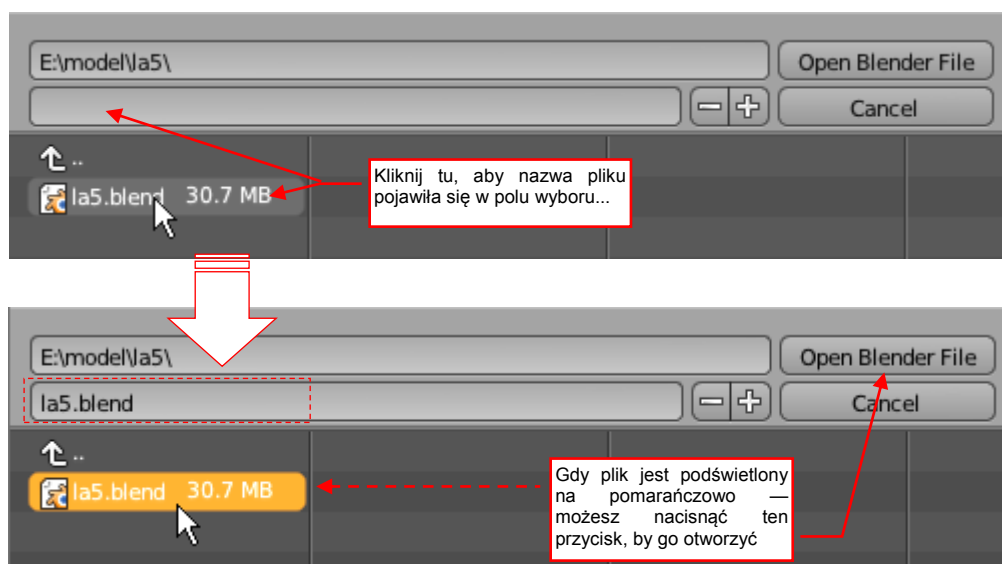 E:\model\la5\
Open Blender File
Cancel
..
la5.blend 30.7 MB
Kliknij tu, aby nazwa pliku
pojawiła się w polu wyboru...
E:\model\la5\
Open Blender File
la5.blend
Cancel
..
la5.blend 30.7 MB
Gdy plik jest podświetlony
na pomarańczowo —
możesz nacisnąć ten
przycisk, by go otworzyć